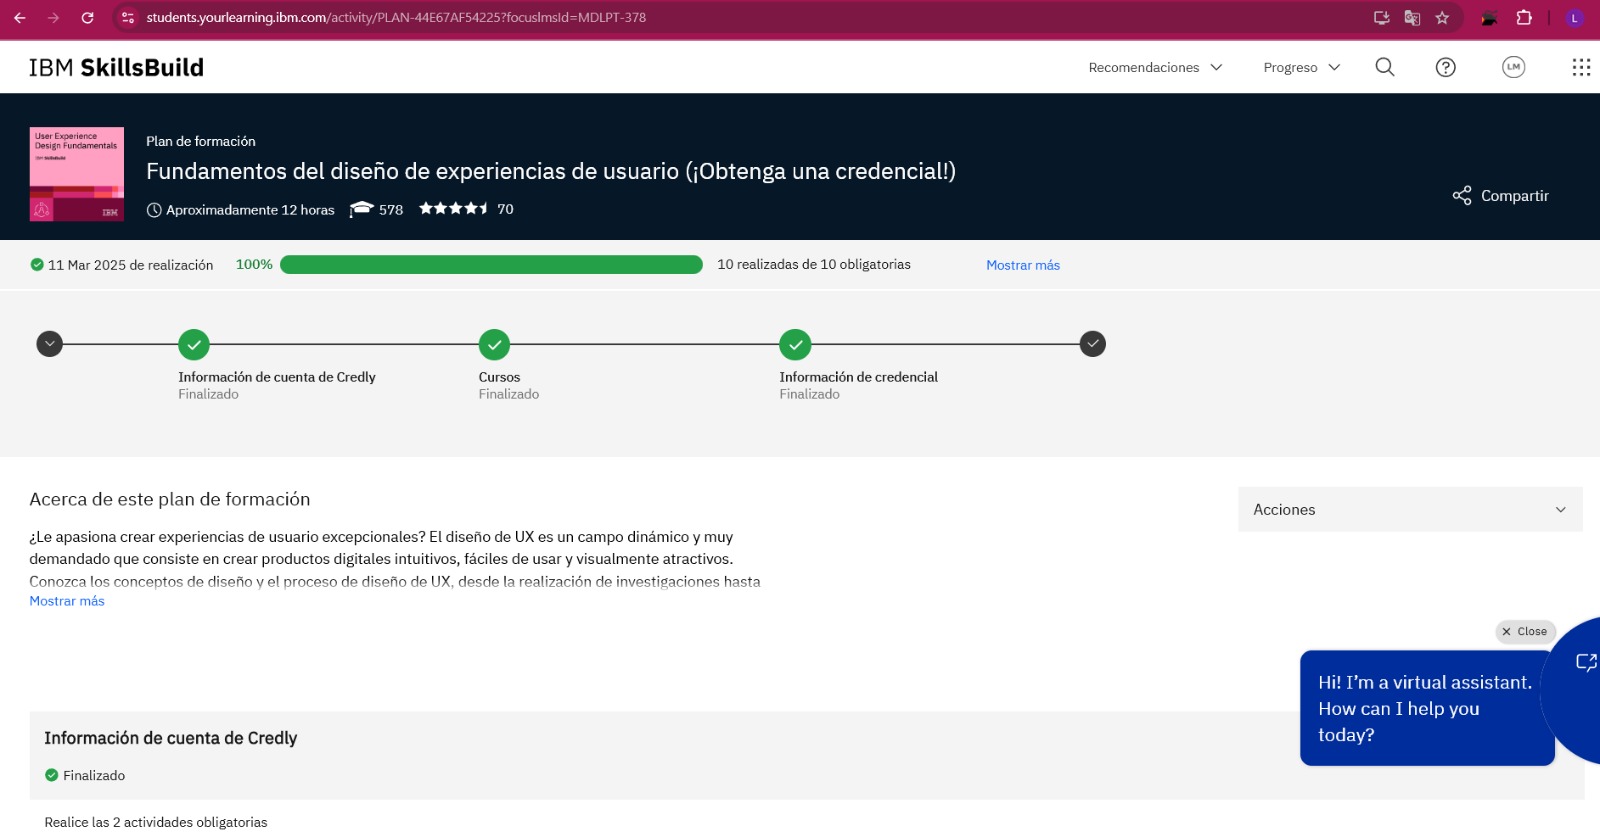 students.yourlearning.ibm.com/activity/PLAN-44E67AF54225?focuslmsId=MDLPT-378
L
IBM SkillsBuild
Recomendaciones
Progreso
LM
User Experience
Design Fundamentals
IBM SkillsBuild
IBM
Plan de formación
Fundamentos del diseño de experiencias de usuario (¡Obtenga una credencial!)
Aproximadamente 12 horas 578 70
Compartir
11 Mar 2025 de realización 100% 10 realizadas de 10 obligatorias Mostrar más
Información de cuenta de Credly
Finalizado
Cursos
Finalizado
Información de credencial
Finalizado
Acerca de este plan de formación
Acciones
¿Le apasiona crear experiencias de usuario excepcionales? El diseño de UX es un campo dinámico y muy
demandado que consiste en crear productos digitales intuitivos, fáciles de usar y visualmente atractivos.
Conozca los conceptos de diseño y el proceso de diseño de UX, desde la realización de investigaciones hasta
Mostrar más
Close
Hi! I'm a virtual assistant.
How can I help you
today?
Información de cuenta de Credly
Finalizado
Realice las 2 actividades obligatorias